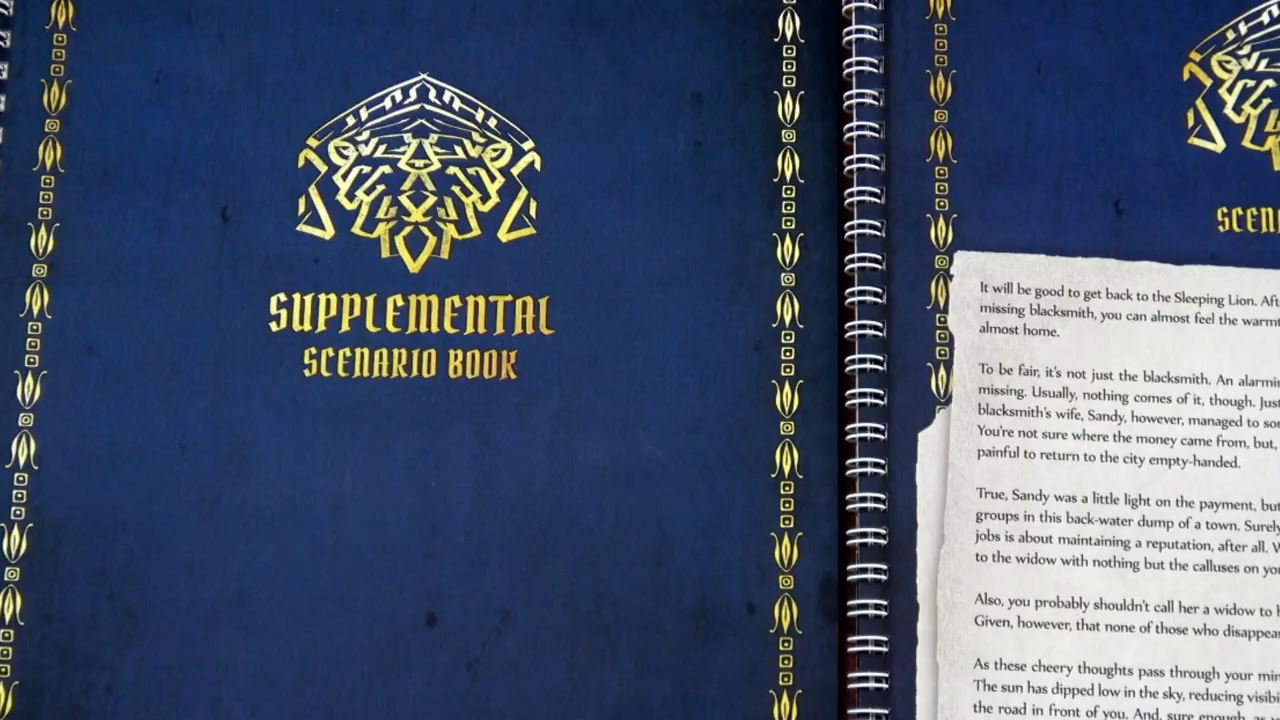 SUPPLEMENTAL
SCENARIO BOOK
It will be good to get back to the Sleeping Lion. Aft
missing blacksmith, you can almost feel the warm
almost home.
To be fair, it's not just the blacksmith. An alarmi
missing. Usually, nothing comes of it, though. Just
blacksmith's wife, Sandy, however, managed to so
You're not sure where the money came from, but,
painful to return to the city empty-handed.
True, Sandy was a little light on the payment, but
groups in this back-water dump of a town. Surely
jobs is about maintaining a reputation, after all. W
to the widow with nothing but the calluses on yo
Also, you probably shouldn't call her a widow to h
Given, however, that none of those who disappea
As these cheery thoughts pass through your min
The sun has dipped low in the sky, reducing visibi
the road in front of you. And, sure enough, as